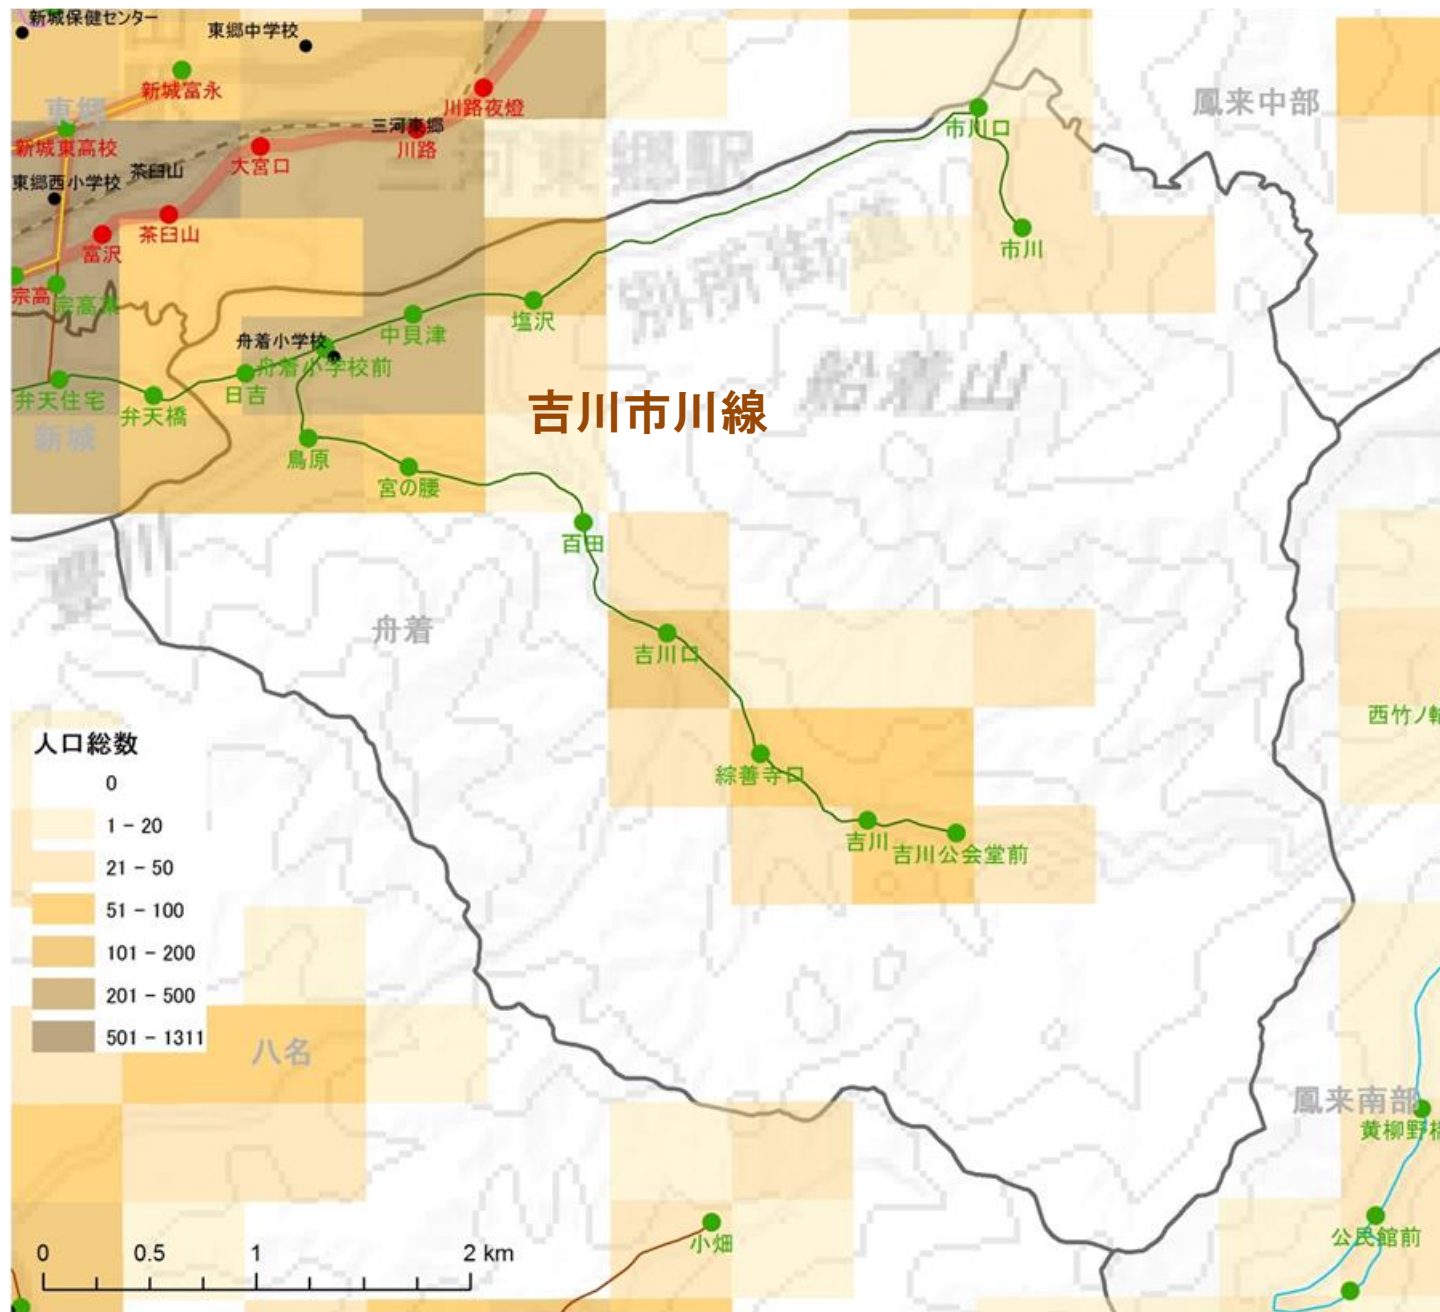 新城保健センター
東郷中学校
新城富永
東郷
川路夜燈
鳳来中部
三河東郷
市川口
新城東高校
大宮口
川路
三河東郷駅
茶臼山
東郷西小学校
茶臼山
富沢
市川
宗高
中貝津
塩沢
舟着小学校
舟着小学校前
船着山
弁天住宅
弁天橋
日吉
吉川市川線
新城
鳥原
宮の腰
百田
豊川
舟着
吉川口
西竹ノ輪
人口総数
0
1 - 20
21 - 50
51 - 100
101 - 200
201 - 500
501 - 1311
綜善寺口
吉川
吉川公会堂前
八名
鳳来南部
黄柳野橋
公民館前
小畑
0 0.5 1 2 km